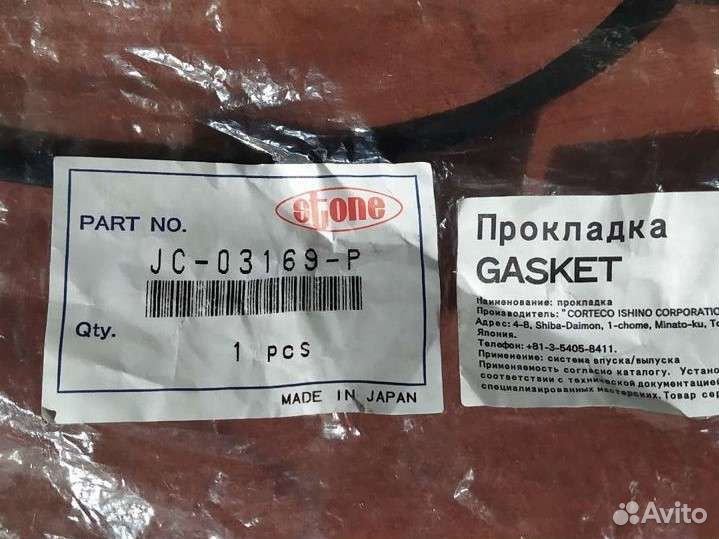 PART NO.
etone
JC-03169-P
Qty.
1 pcs
MADE IN JAPAN
Прокладка
GASKET
Наименование: прокладка
Производитель: "CORTECO ISHINO CORPORATIO
Адрес: 4-8, Shiba-Daimon, 1-chome, Minato-ku, To
Япония.
Телефон: +81-3-5405-8411.
Применение: система впуска/выпуска
Применяемость согласно каталогу. Устано
соответствии с технической документацие
специализированных мастерских. Товар сер
Avito